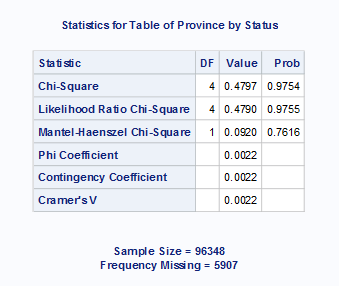 Statistics for Table of Province by Status
Statistic DF Value Prob
Chi-Square 4 0.4797 0.9754
Likelihood Ratio Chi-Square 4 0.4790 0.9755
Mantel-Haenszel Chi-Square 1 0.0920 0.7616
Phi Coefficient 0.0022
Contingency Coefficient 0.0022
Cramer's V 0.0022
Sample Size = 96348
Frequency Missing = 5907